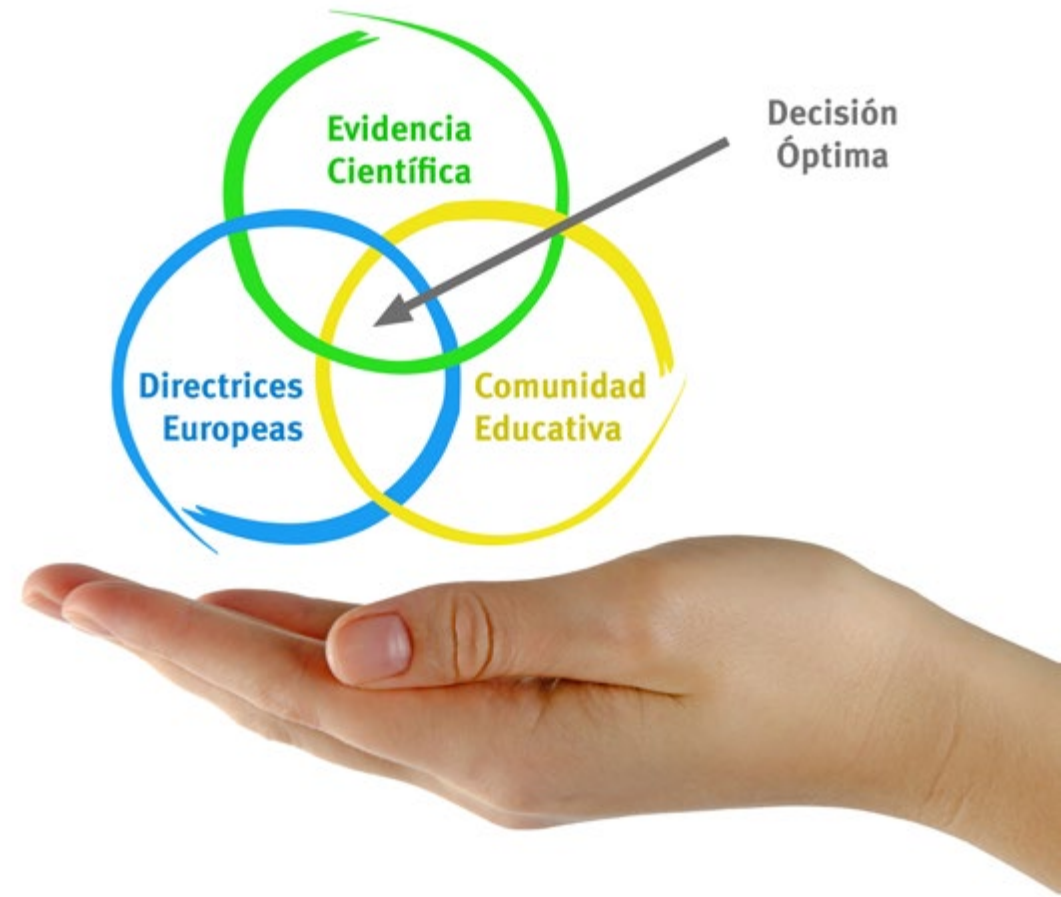 Evidencia
Científica
Decisión
Óptima
Directrices
Europeas
Comunidad
Educativa